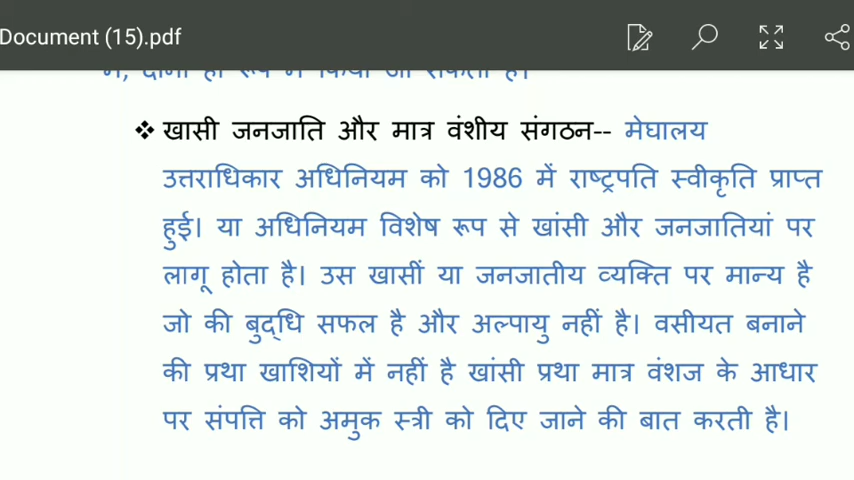 Document (15).pdf
में, दोनों ही रूप में किया जा सकता है।
❖ खासी जनजाति और मात्र वंशीय संगठन-- मेघालय
उत्तराधिकार अधिनियम को 1986 में राष्ट्रपति स्वीकृति प्राप्त
हुई। या अधिनियम विशेष रूप से खांसी और जनजातियां पर
लागू होता है। उस खासीं या जनजातीय व्यक्ति पर मान्य है
जो की बुद्धि सफल है और अल्पायु नहीं है। वसीयत बनाने
की प्रथा खाशियों में नहीं है खांसी प्रथा मात्र वंशज के आधार
पर संपत्ति को अमुक स्त्री को दिए जाने की बात करती है।